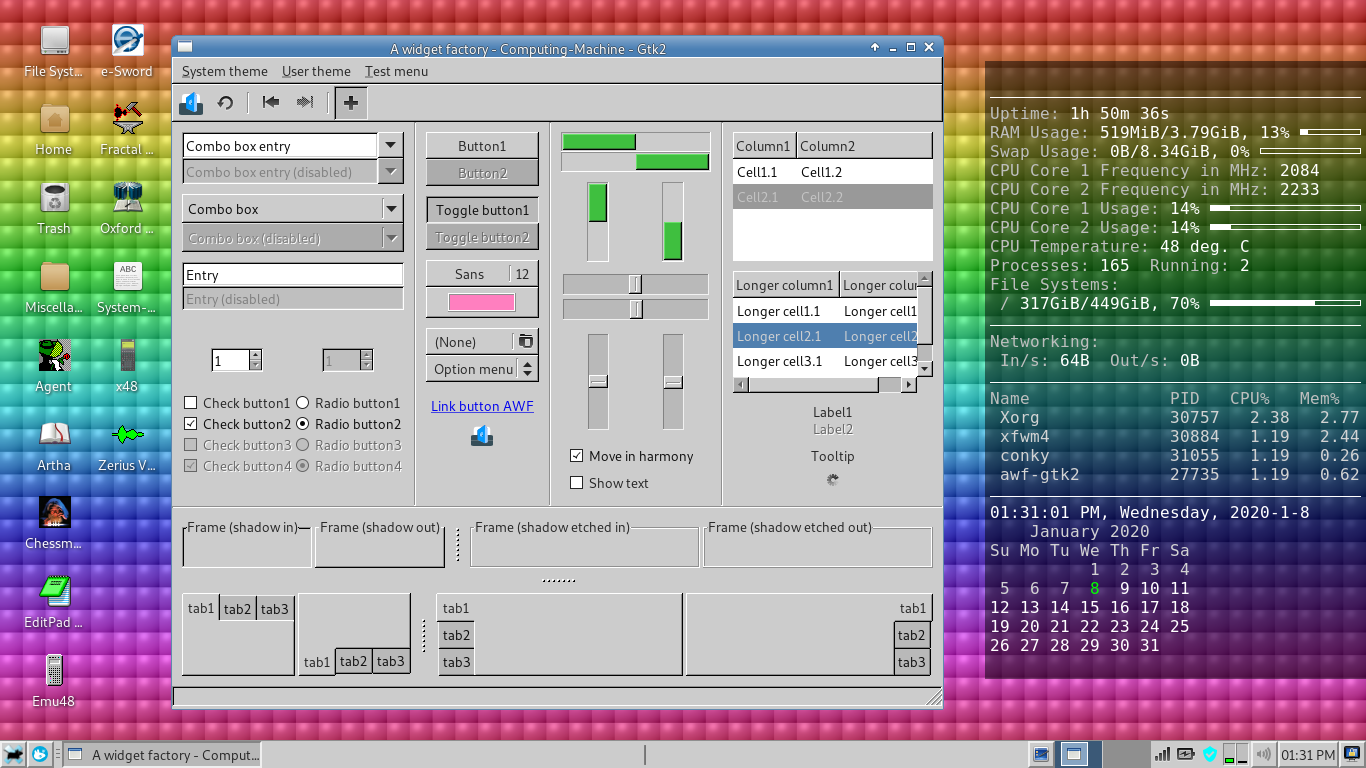 File Syst...
e-Sword
Home
Fractal ...
Trash
Oxford ...
Miscella...
System-...
Agent
x48
Artha
Zerius V...
Chessm...
EditPad ...
Emu48
ABC
A widget factory - Computing-Machine - Gtk2
System theme User theme Test menu
Combo box entry
Combo box entry (disabled)
Combo box
Combo box (disabled)
Entry
Entry (disabled)
1 1
Check button1 Radio button1
Check button2 Radio button2
Check button3 Radio button3
Check button4 Radio button4
Button1
Button2
Toggle button1
Toggle button2
Sans 12
(None)
Option menu
Link button AWF
Move in harmony
Show text
Column1 Column2
Cell1.1 Cell1.2
Cell2.1 Cell2.2
Longer column1 Longer colu
Longer cell1.1 Longer cell1
Longer cell2.1 Longer cell2
Longer cell3.1 Longer cell3
Label1
Label2
Tooltip
Frame (shadow in) Frame (shadow out) Frame (shadow etched in) Frame (shadow etched out)
tab1 tab2 tab3
tab1 tab2 tab3
tab1
tab2
tab3
tab1
tab2
tab3
Uptime: 1h 50m 36s
RAM Usage: 519MiB/3.79GiB, 13%
Swap Usage: 0B/8.34GiB, 0%
CPU Core 1 Frequency in MHz: 2084
CPU Core 2 Frequency in MHz: 2233
CPU Core 1 Usage: 14%
CPU Core 2 Usage: 14%
CPU Temperature: 48 deg. C
Processes: 165 Running: 2
File Systems:
/ 317GiB/449GiB, 70%
Networking:
In/s: 64B Out/s: 0B
Name PID CPU% Mem%
Xorg 30757 2.38 2.77
xfwm4 30884 1.19 2.44
conky 31055 1.19 0.26
awf-gtk2 27735 1.19 0.62
01:31:01 PM, Wednesday, 2020-1-8
January 2020
Su Mo Tu We Th Fr Sa
1 2 3 4
5 6 7 8 9 10 11
12 13 14 15 16 17 18
19 20 21 22 23 24 25
26 27 28 29 30 31
A widget factory - Comput...
01:31 PM